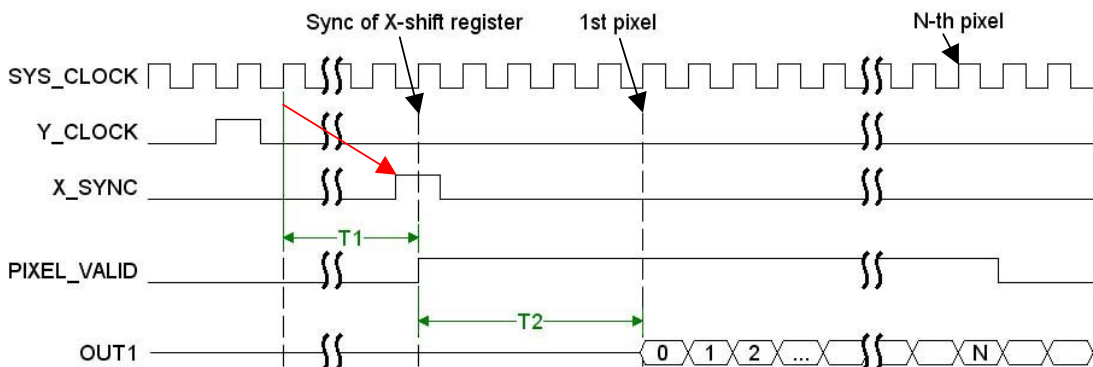 Sync of X-shift register
1st pixel
N-th pixel
SYS_CLOCK
Y_CLOCK
X_SYNC
T1
PIXEL_VALID
T2
OUT1
0 1 2 ... N